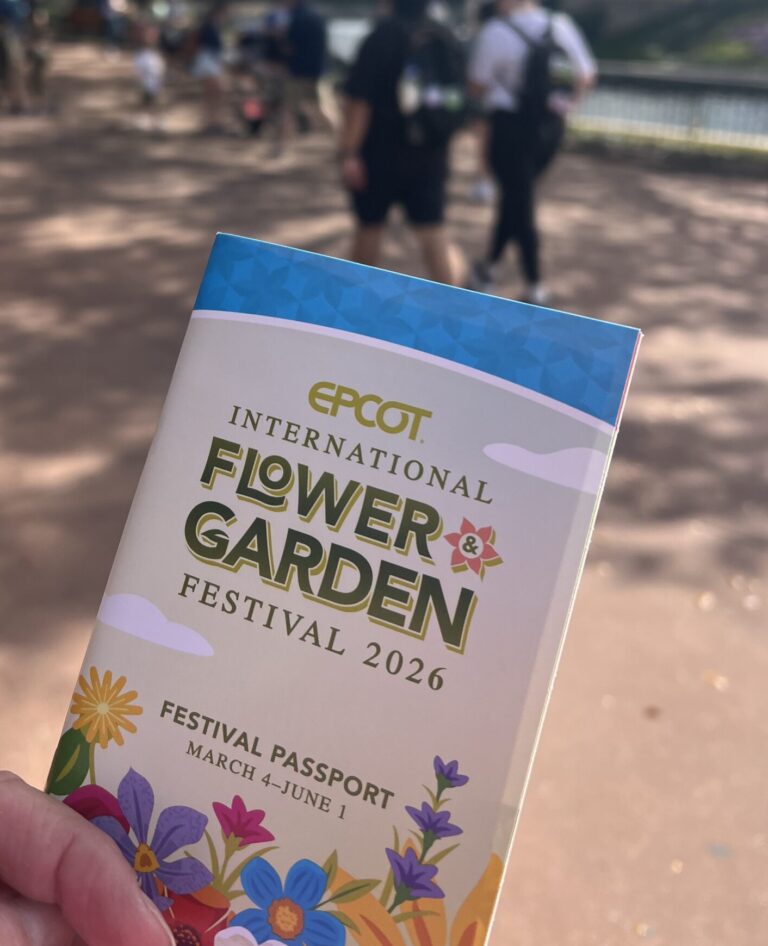 EPCOT®
INTERNATIONAL
FLOWER &
GARDEN
FESTIVAL 2026
FESTIVAL PASSPORT
MARCH 4–JUNE 1